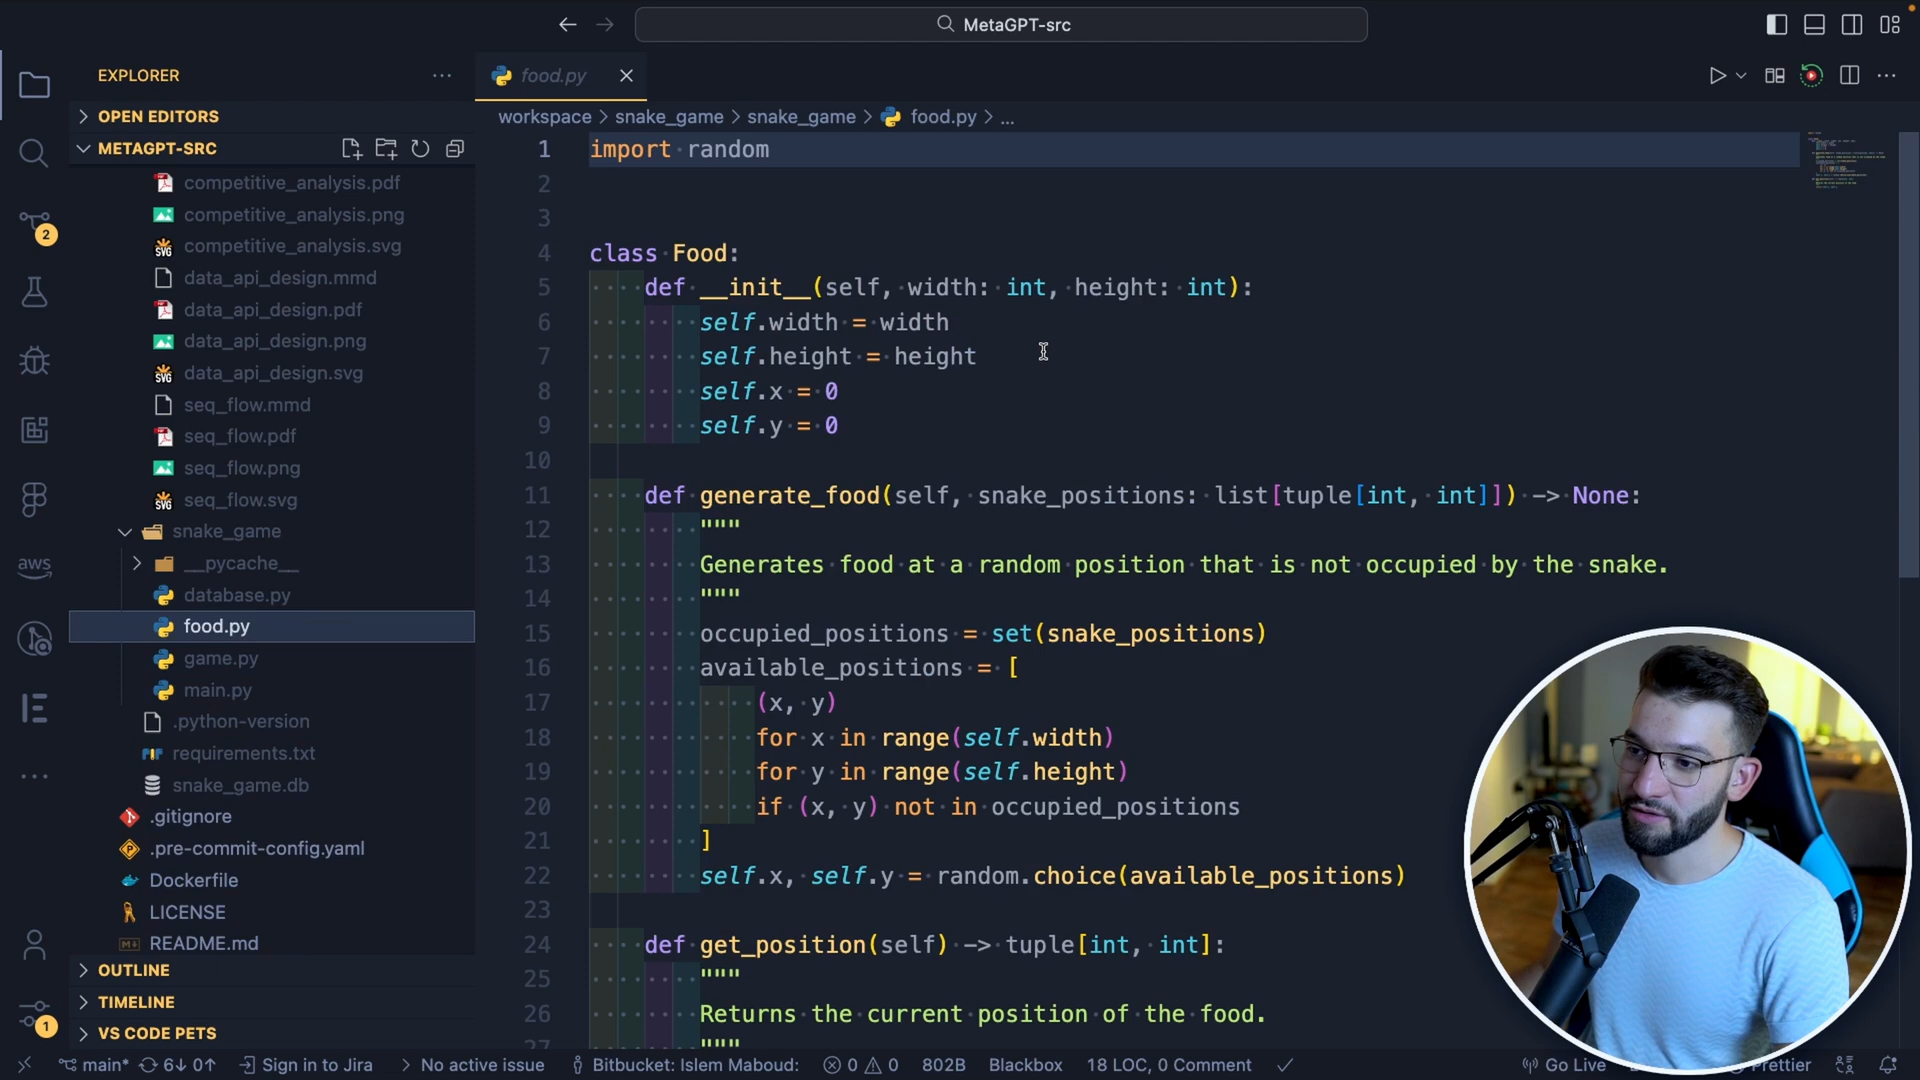 MetaGPT-src
EXPLORER
OPEN EDITORS
METAGPT-SRC
competitive_analysis.pdf
competitive_analysis.png
competitive_analysis.svg
data_api_design.mmd
data_api_design.pdf
data_api_design.png
data_api_design.svg
seq_flow.mmd
seq_flow.pdf
seq_flow.png
seq_flow.svg
snake_game
__pycache__
database.py
food.py
game.py
main.py
.python-version
requirements.txt
snake_game.db
.gitignore
.pre-commit-config.yaml
Dockerfile
LICENSE
README.md
OUTLINE
TIMELINE
VS CODE PETS
2
aws
1
food.py
workspace > snake_game > snake_game > food.py > ...
1 import random
2
3
4 class Food:
5 def __init__(self, width: int, height: int):
6 self.width = width
7 self.height = height
8 self.x = 0
9 self.y = 0
10
11 def generate_food(self, snake_positions: list[tuple[int, int]]) -> None:
12 """
13 Generates food at a random position that is not occupied by the snake.
14 """
15 occupied_positions = set(snake_positions)
16 available_positions = [
17 (x, y)
18 for x in range(self.width)
19 for y in range(self.height)
20 if (x, y) not in occupied_positions
21 ]
22 self.x, self.y = random.choice(available_positions)
23
24 def get_position(self) -> tuple[int, int]:
25 """
26 Returns the current position of the food.
27 """
main* 6↓ 0↑ Sign in to Jira No active issue Bitbucket: Islem Maboud: 0 0 802B Blackbox 18 LOC, 0 Comment Go Live Prettier